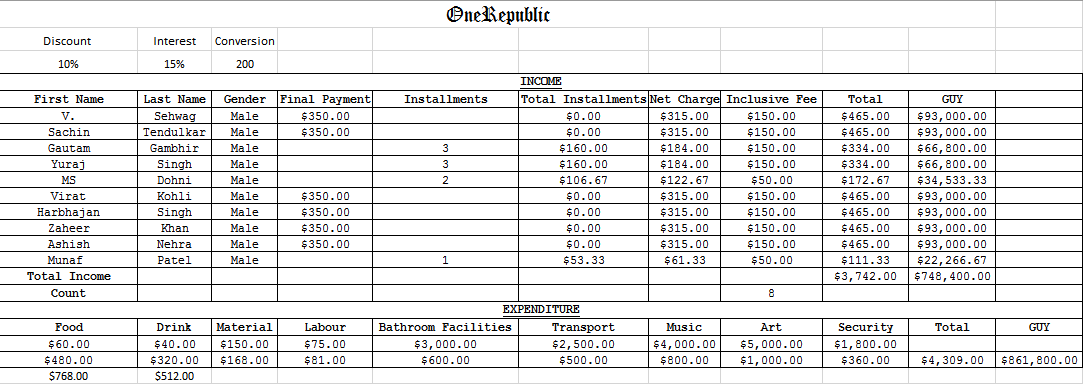 OneRepublic
Discount Interest Conversion
10% 15% 200
INCOME
First Name Last Name Gender Final Payment Installments Total Installments Net Charge Inclusive Fee Total GUY
V. Sehwag Male $350.00 $0.00 $315.00 $150.00 $465.00 $93,000.00
Sachin Tendulkar Male $350.00 $0.00 $315.00 $150.00 $465.00 $93,000.00
Gautam Gambhir Male 3 $160.00 $184.00 $150.00 $334.00 $66,800.00
Yuraj Singh Male 3 $160.00 $184.00 $150.00 $334.00 $66,800.00
MS Dohni Male 2 $106.67 $122.67 $50.00 $172.67 $34,533.33
Virat Kohli Male $350.00 $0.00 $315.00 $150.00 $465.00 $93,000.00
Harbhajan Singh Male $350.00 $0.00 $315.00 $150.00 $465.00 $93,000.00
Zaheer Khan Male $350.00 $0.00 $315.00 $150.00 $465.00 $93,000.00
Ashish Nehra Male $350.00 $0.00 $315.00 $150.00 $465.00 $93,000.00
Munaf Patel Male 1 $53.33 $61.33 $50.00 $111.33 $22,266.67
Total Income $3,742.00 $748,400.00
Count 8
EXPENDITURE
Food Drink Material Labour Bathroom Facilities Transport Music Art Security Total GUY
$60.00 $40.00 $150.00 $75.00 $3,000.00 $2,500.00 $4,000.00 $5,000.00 $1,800.00
$480.00 $320.00 $168.00 $81.00 $600.00 $500.00 $800.00 $1,000.00 $360.00 $4,309.00 $861,800.00
$768.00 $512.00